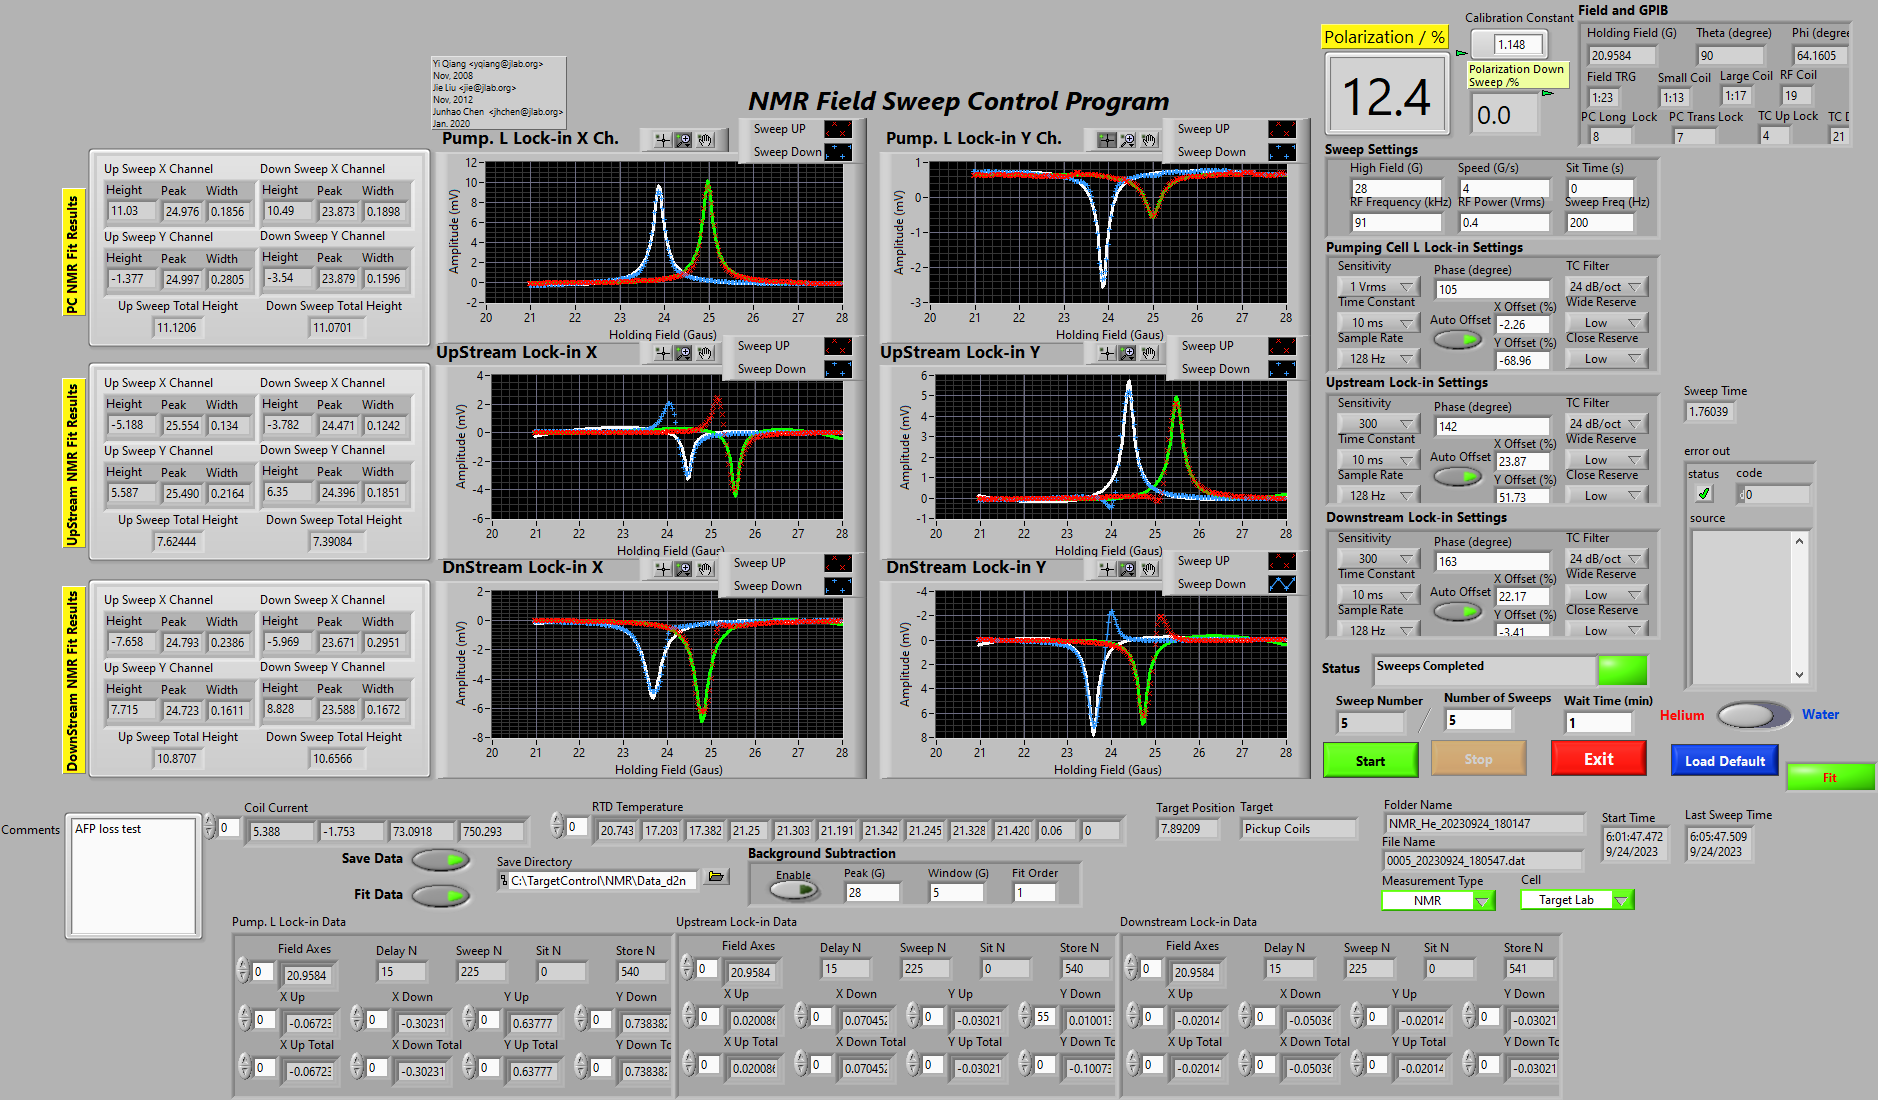 Yi Qiang <yqiang@jlab.org>
Nov, 2008
Jie Liu <jie@jlab.org>
Nov, 2012
Junhao Chen <jhchen@jlab.org>
Jan. 2020
NMR Field Sweep Control Program
Polarization / %
12.4
Calibration Constant
1.148
Polarization Down
Sweep /%
0.0
Field and GPIB
Holding Field (G) Theta (degree) Phi (degree
20.9584 90 64.1605
Field TRG Small Coil Large Coil RF Coil
1:23 1:13 1:17 19
PC Long Lock PC Trans Lock TC Up Lock TC D
8 7 4 21
PC NMR Fit Results
Up Sweep X Channel Down Sweep X Channel
Height Peak Width Height Peak Width
11.03 24.976 0.1856 10.49 23.873 0.1898
Up Sweep Y Channel Down Sweep Y Channel
Height Peak Width Height Peak Width
-1.377 24.997 0.2805 -3.54 23.879 0.1596
Up Sweep Total Height Down Sweep Total Height
11.1206 11.0701
UpStream NMR Fit Results
Up Sweep X Channel Down Sweep X Channel
Height Peak Width Height Peak Width
-5.188 25.554 0.134 -3.782 24.471 0.1242
Up Sweep Y Channel Down Sweep Y Channel
Height Peak Width Height Peak Width
5.587 25.490 0.2164 6.35 24.396 0.1851
Up Sweep Total Height Down Sweep Total Height
7.62444 7.39084
DownStream NMR Fit Results
Up Sweep X Channel Down Sweep X Channel
Height Peak Width Height Peak Width
-7.658 24.793 0.2386 -5.969 23.671 0.2951
Up Sweep Y Channel Down Sweep Y Channel
Height Peak Width Height Peak Width
7.715 24.723 0.1611 8.828 23.588 0.1672
Up Sweep Total Height Down Sweep Total Height
10.8707 10.6566
Pump. L Lock-in X Ch.
Sweep UP
Sweep Down
Amplitude (mV)
12
10
8
6
4
2
0
-2
20 21 22 23 24 25 26 27 28
Holding Field (Gaus)
Pump. L Lock-in Y Ch.
Sweep UP
Sweep Down
Amplitude (mV)
1
0
-1
-2
-3
20 21 22 23 24 25 26 27 28
Holding Field (Gaus)
UpStream Lock-in X
Sweep UP
Sweep Down
Amplitude (mV)
4
2
0
-2
-4
-6
20 21 22 23 24 25 26 27 28
Holding Field (Gaus)
UpStream Lock-in Y
Sweep UP
Sweep Down
Amplitude (mV)
6
5
4
3
2
1
0
-1
20 21 22 23 24 25 26 27 28
Holding Field (Gaus)
DnStream Lock-in X
Sweep UP
Sweep Down
Amplitude (mV)
2
0
-2
-4
-6
-8
20 21 22 23 24 25 26 27 28
Holding Field (Gaus)
DnStream Lock-in Y
Sweep UP
Sweep Down
Amplitude (mV)
-4
-2
0
2
4
6
8
20 21 22 23 24 25 26 27 28
Holding Field (Gaus)
Sweep Settings
High Field (G) Speed (G/s) Sit Time (s)
28 4 0
RF Frequency (kHz) RF Power (Vrms) Sweep Freq (Hz)
91 0.4 200
Pumping Cell L Lock-in Settings
Sensitivity Phase (degree) TC Filter
1 Vrms 105 24 dB/oct
Time Constant X Offset (%) Wide Reserve
10 ms Auto Offset -2.26 Low
Sample Rate Y Offset (%) Close Reserve
128 Hz -68.96 Low
Upstream Lock-in Settings
Sensitivity Phase (degree) TC Filter
300 142 24 dB/oct
Time Constant X Offset (%) Wide Reserve
10 ms Auto Offset 23.87 Low
Sample Rate Y Offset (%) Close Reserve
128 Hz 51.73 Low
Downstream Lock-in Settings
Sensitivity Phase (degree) TC Filter
300 163 24 dB/oct
Time Constant X Offset (%) Wide Reserve
10 ms Auto Offset 22.17 Low
Sample Rate Y Offset (%) Close Reserve
128 Hz -3.41 Low
Sweep Time
1.76039
error out
status code
0
source
Status Sweeps Completed
Sweep Number Number of Sweeps Wait Time (min)
5 / 5 1
Helium Water
Start Stop Exit Load Default Fit
Comments
AFP loss test
Coil Current
0 5.388 -1.753 73.0918 750.293
RTD Temperature
0 20.743 17.203 17.382 21.25 21.303 21.191 21.342 21.245 21.328 21.420 0.06 0
Target Position Target
7.89209 Pickup Coils
Folder Name
NMR_He_20230924_180147
File Name
0005_20230924_180547.dat
Start Time
6:01:47.472
9/24/2023
Last Sweep Time
6:05:47.509
9/24/2023
Measurement Type Cell
NMR Target Lab
Save Data
Fit Data
Save Directory
C:\TargetControl\NMR\Data_d2n
Background Subtraction
Enable Peak (G) Window (G) Fit Order
28 5 1
Pump. L Lock-in Data
Field Axes Delay N Sweep N Sit N Store N
0 20.9584 15 225 0 540
X Up X Down Y Up Y Down
0 -0.06723 0 -0.30231 0 0.63777 0 0.738382
X Up Total X Down Total Y Up Total Y Down To
0 -0.06723 0 -0.30231 0 0.63777 0 0.738382
Upstream Lock-in Data
Field Axes Delay N Sweep N Sit N Store N
0 20.9584 15 225 0 540
X Up X Down Y Up Y Down
0 0.020086 0 0.070452 0 -0.03021 55 0.010013
X Up Total X Down Total Y Up Total Y Down To
0 0.020086 0 0.070452 0 -0.03021 0 -0.10073
Downstream Lock-in Data
Field Axes Delay N Sweep N Sit N Store N
0 20.9584 15 225 0 541
X Up X Down Y Up Y Down
0 -0.02014 0 -0.05036 0 -0.02014 0 -0.03021
X Up Total X Down Total Y Up Total Y Down To
0 -0.02014 0 -0.05036 0 -0.02014 0 -0.03021